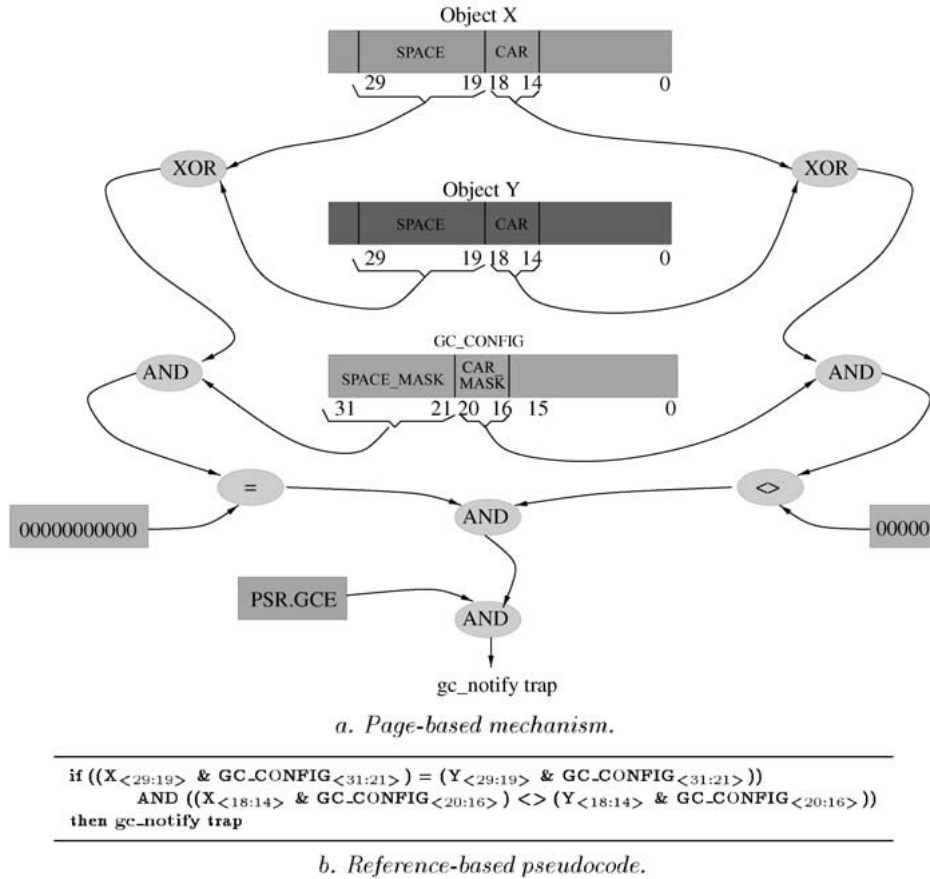 Object X
SPACE CAR
29 19 18 14 0
XOR XOR
Object Y
SPACE CAR
29 19 18 14 0
GC_CONFIG
AND SPACE_MASK CAR_ MASK AND
31 21 20 16 15 0
= <>
00000000000 AND 00000
PSR.GCE AND
gc_notify trap
a. Page-based mechanism.
if ((X<29:19> & GC_CONFIG<31:21>) = (Y<29:19> & GC_CONFIG<31:21>))
AND ((X<18:14> & GC_CONFIG<20:16>) <> (Y<18:14> & GC_CONFIG<20:16>))
then gc_notify trap
b. Reference-based pseudocode.